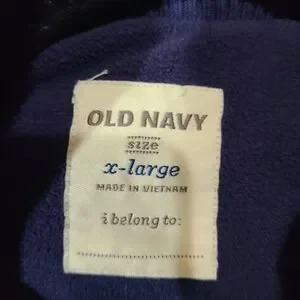 OLD NAVY
size
x-large
MADE IN VIETNAM
i belong to: